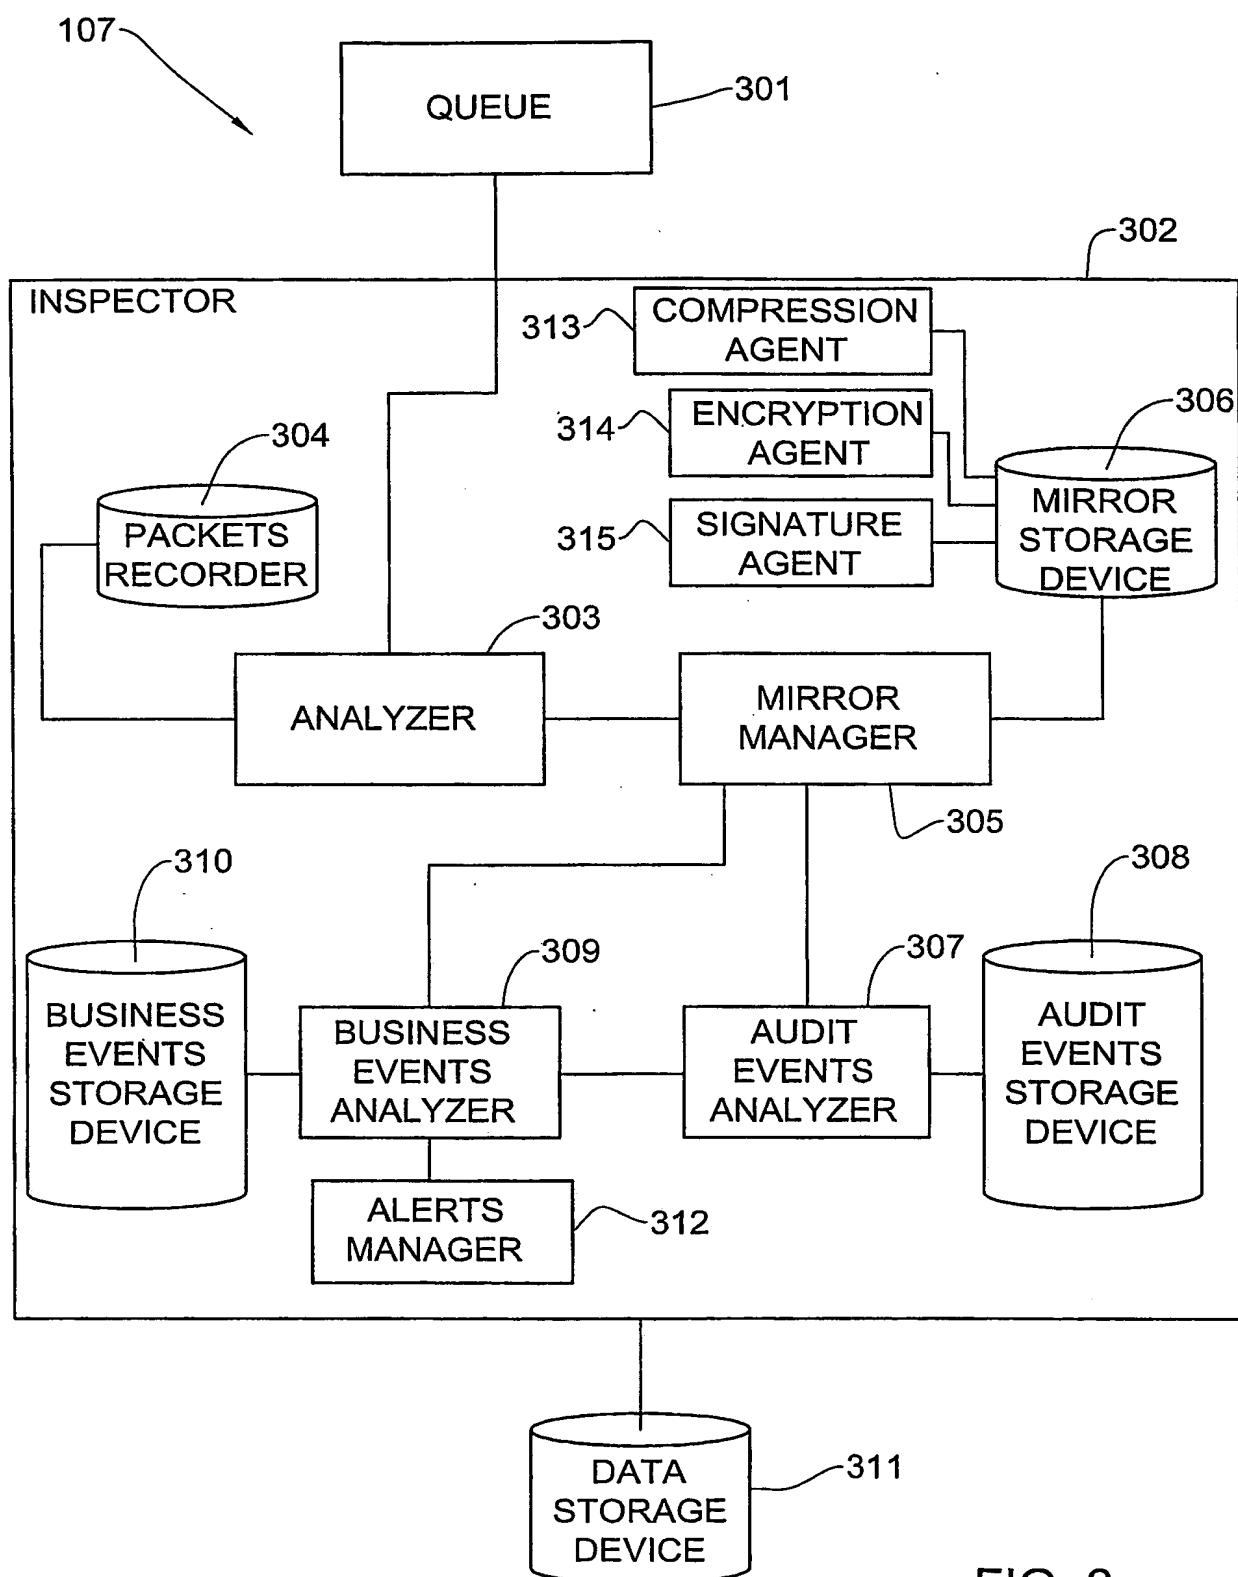 107
QUEUE
301
302
INSPECTOR
313
COMPRESSION
AGENT
314
ENCRYPTION
AGENT
306
304
315
SIGNATURE
AGENT
MIRROR
STORAGE
DEVICE
PACKETS
RECORDER
303
ANALYZER
MIRROR
MANAGER
305
310
308
309
307
BUSINESS
EVENTS
STORAGE
DEVICE
BUSINESS
EVENTS
ANALYZER
AUDIT
EVENTS
ANALYZER
AUDIT
EVENTS
STORAGE
DEVICE
ALERTS
MANAGER
312
DATA
STORAGE
DEVICE
311